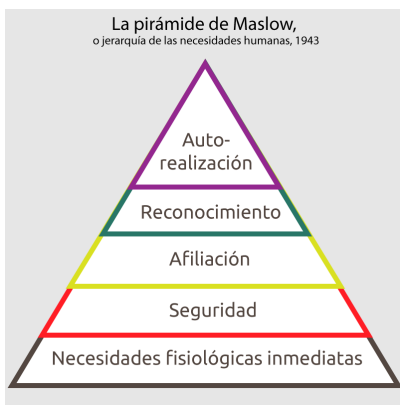 La pirámide de Maslow,
o jerarquía de las necesidades humanas, 1943
Auto-
realización
Reconocimiento
Afiliación
Seguridad
Necesidades fisiológicas inmediatas